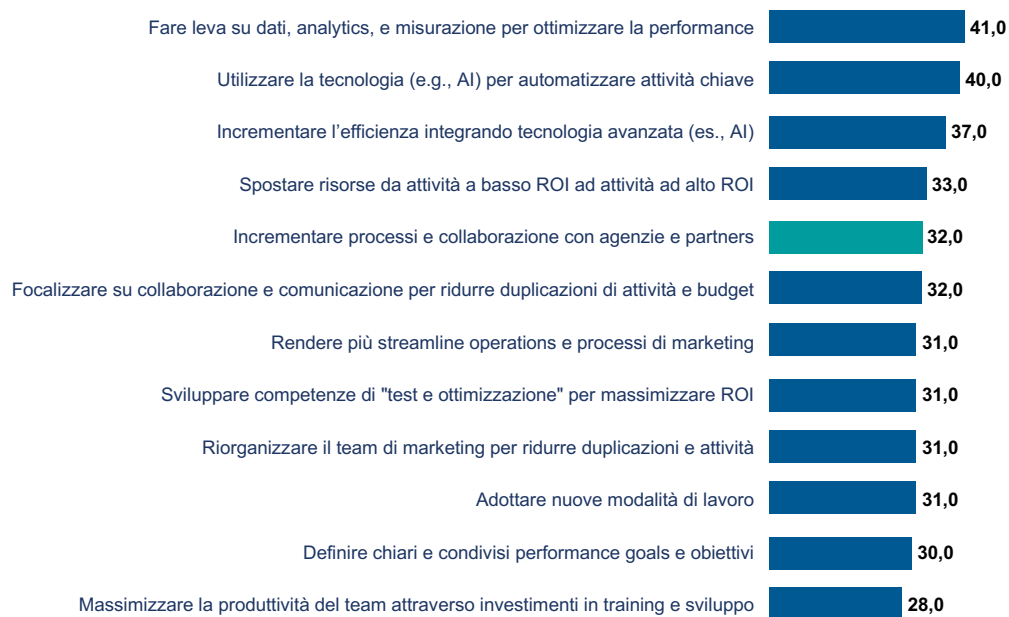 Fare leva su dati, analytics, e misurazione per ottimizzare la performance 41,0
Utilizzare la tecnologia (e.g., AI) per automatizzare attività chiave 40,0
Incrementare l’efficienza integrando tecnologia avanzata (es., AI) 37,0
Spostare risorse da attività a basso ROI ad attività ad alto ROI 33,0
Incrementare processi e collaborazione con agenzie e partners 32,0
Focalizzare su collaborazione e comunicazione per ridurre duplicazioni di attività e budget 32,0
Rendere più streamline operations e processi di marketing 31,0
Sviluppare competenze di "test e ottimizzazione" per massimizzare ROI 31,0
Riorganizzare il team di marketing per ridurre duplicazioni e attività 31,0
Adottare nuove modalità di lavoro 31,0
Definire chiari e condivisi performance goals e obiettivi 30,0
Massimizzare la produttività del team attraverso investimenti in training e sviluppo 28,0